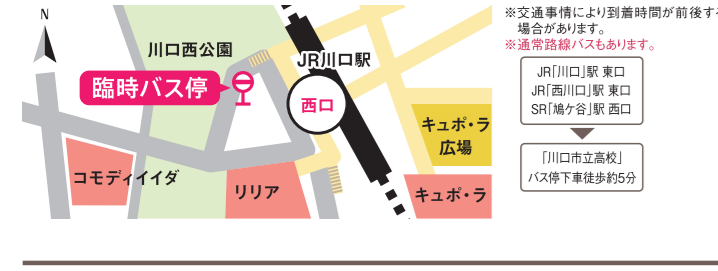 N
川口西公園
JR川口駅
臨時バス停
西口
キュポ・ラ
広場
コモディイイダ
リリア
キュポ・ラ
※交通事情により到着時間が前後す
場合があります。
※通常路線バスもあります。
JR「川口」駅 東口
JR「西川口」駅 東口
SR「鳩ケ谷」駅 西口
「川口市立高校」
バス停下車徒歩約5分